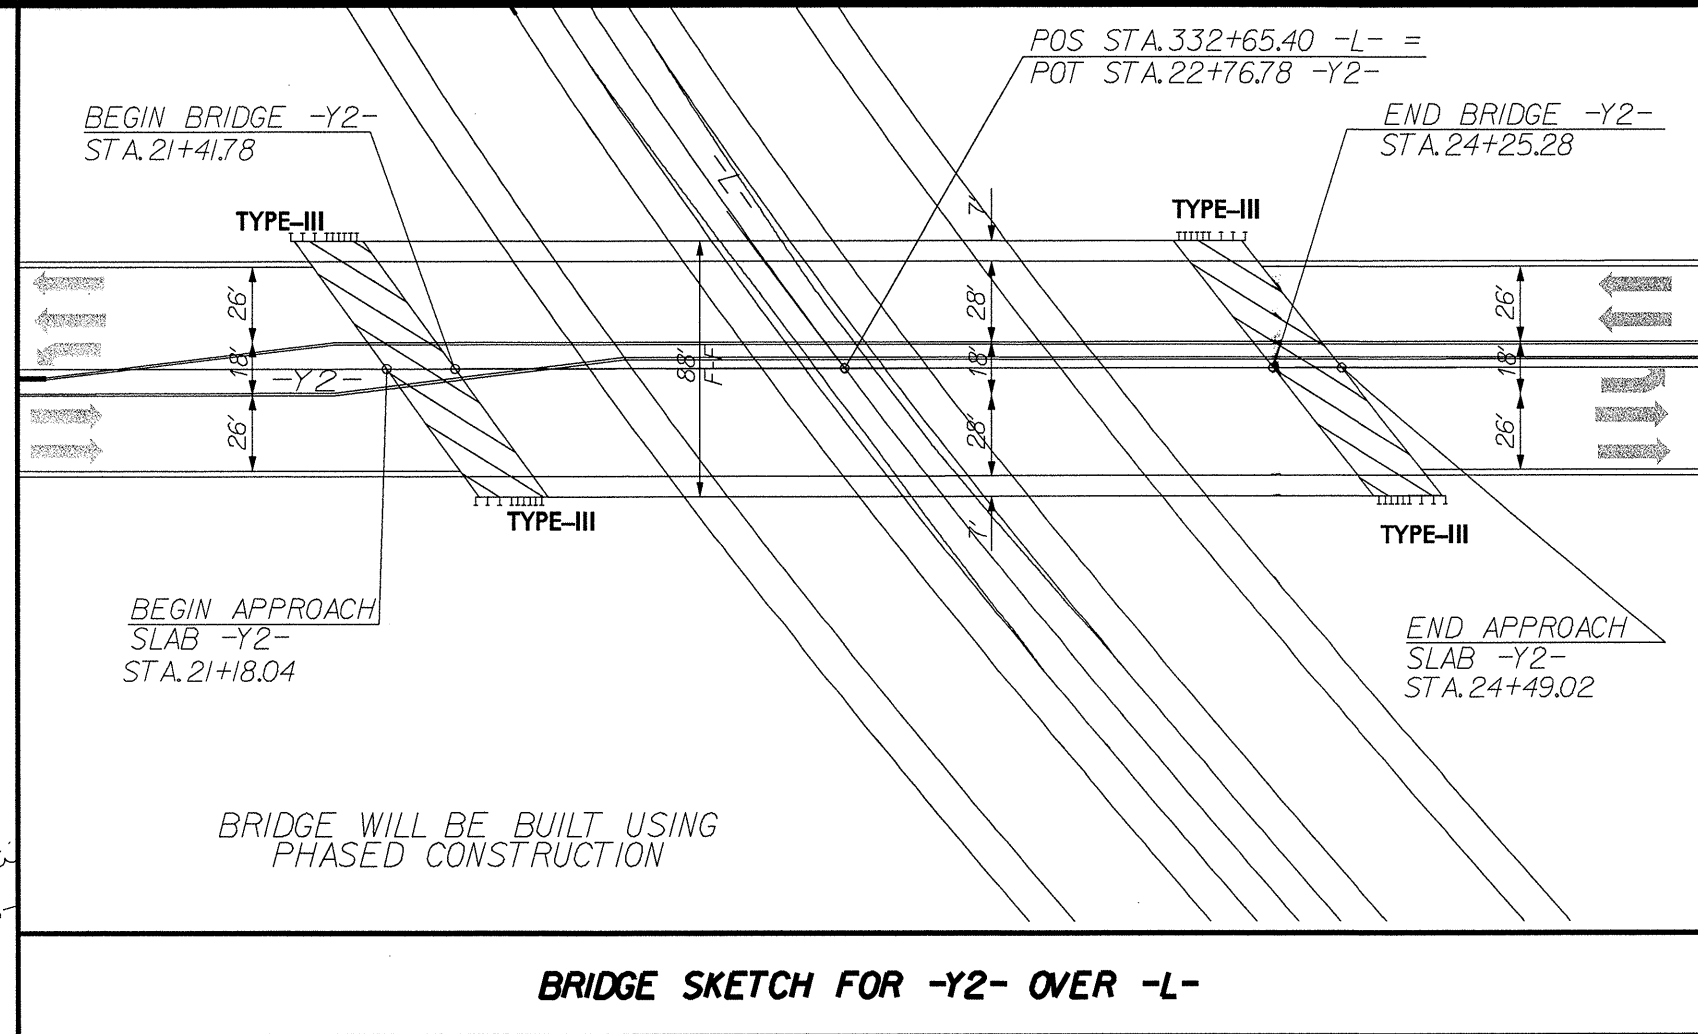 POS STA.332+65.40 -L- =
POT STA.22+76.78 -Y2-
BEGIN BRIDGE -Y2-
STA.21+41.78
END BRIDGE -Y2-
STA.24+25.28
-L-
TYPE-III
TYPE-III
7'
26'
28'
26'
18'
-Y2-
88'
F-F
18'
18'
26'
28'
26'
7'
TYPE-III
TYPE-III
BEGIN APPROACH
SLAB -Y2-
STA.21+18.04
END APPROACH
SLAB -Y2-
STA.24+49.02
BRIDGE WILL BE BUILT USING
PHASED CONSTRUCTION
BRIDGE SKETCH FOR -Y2- OVER -L-